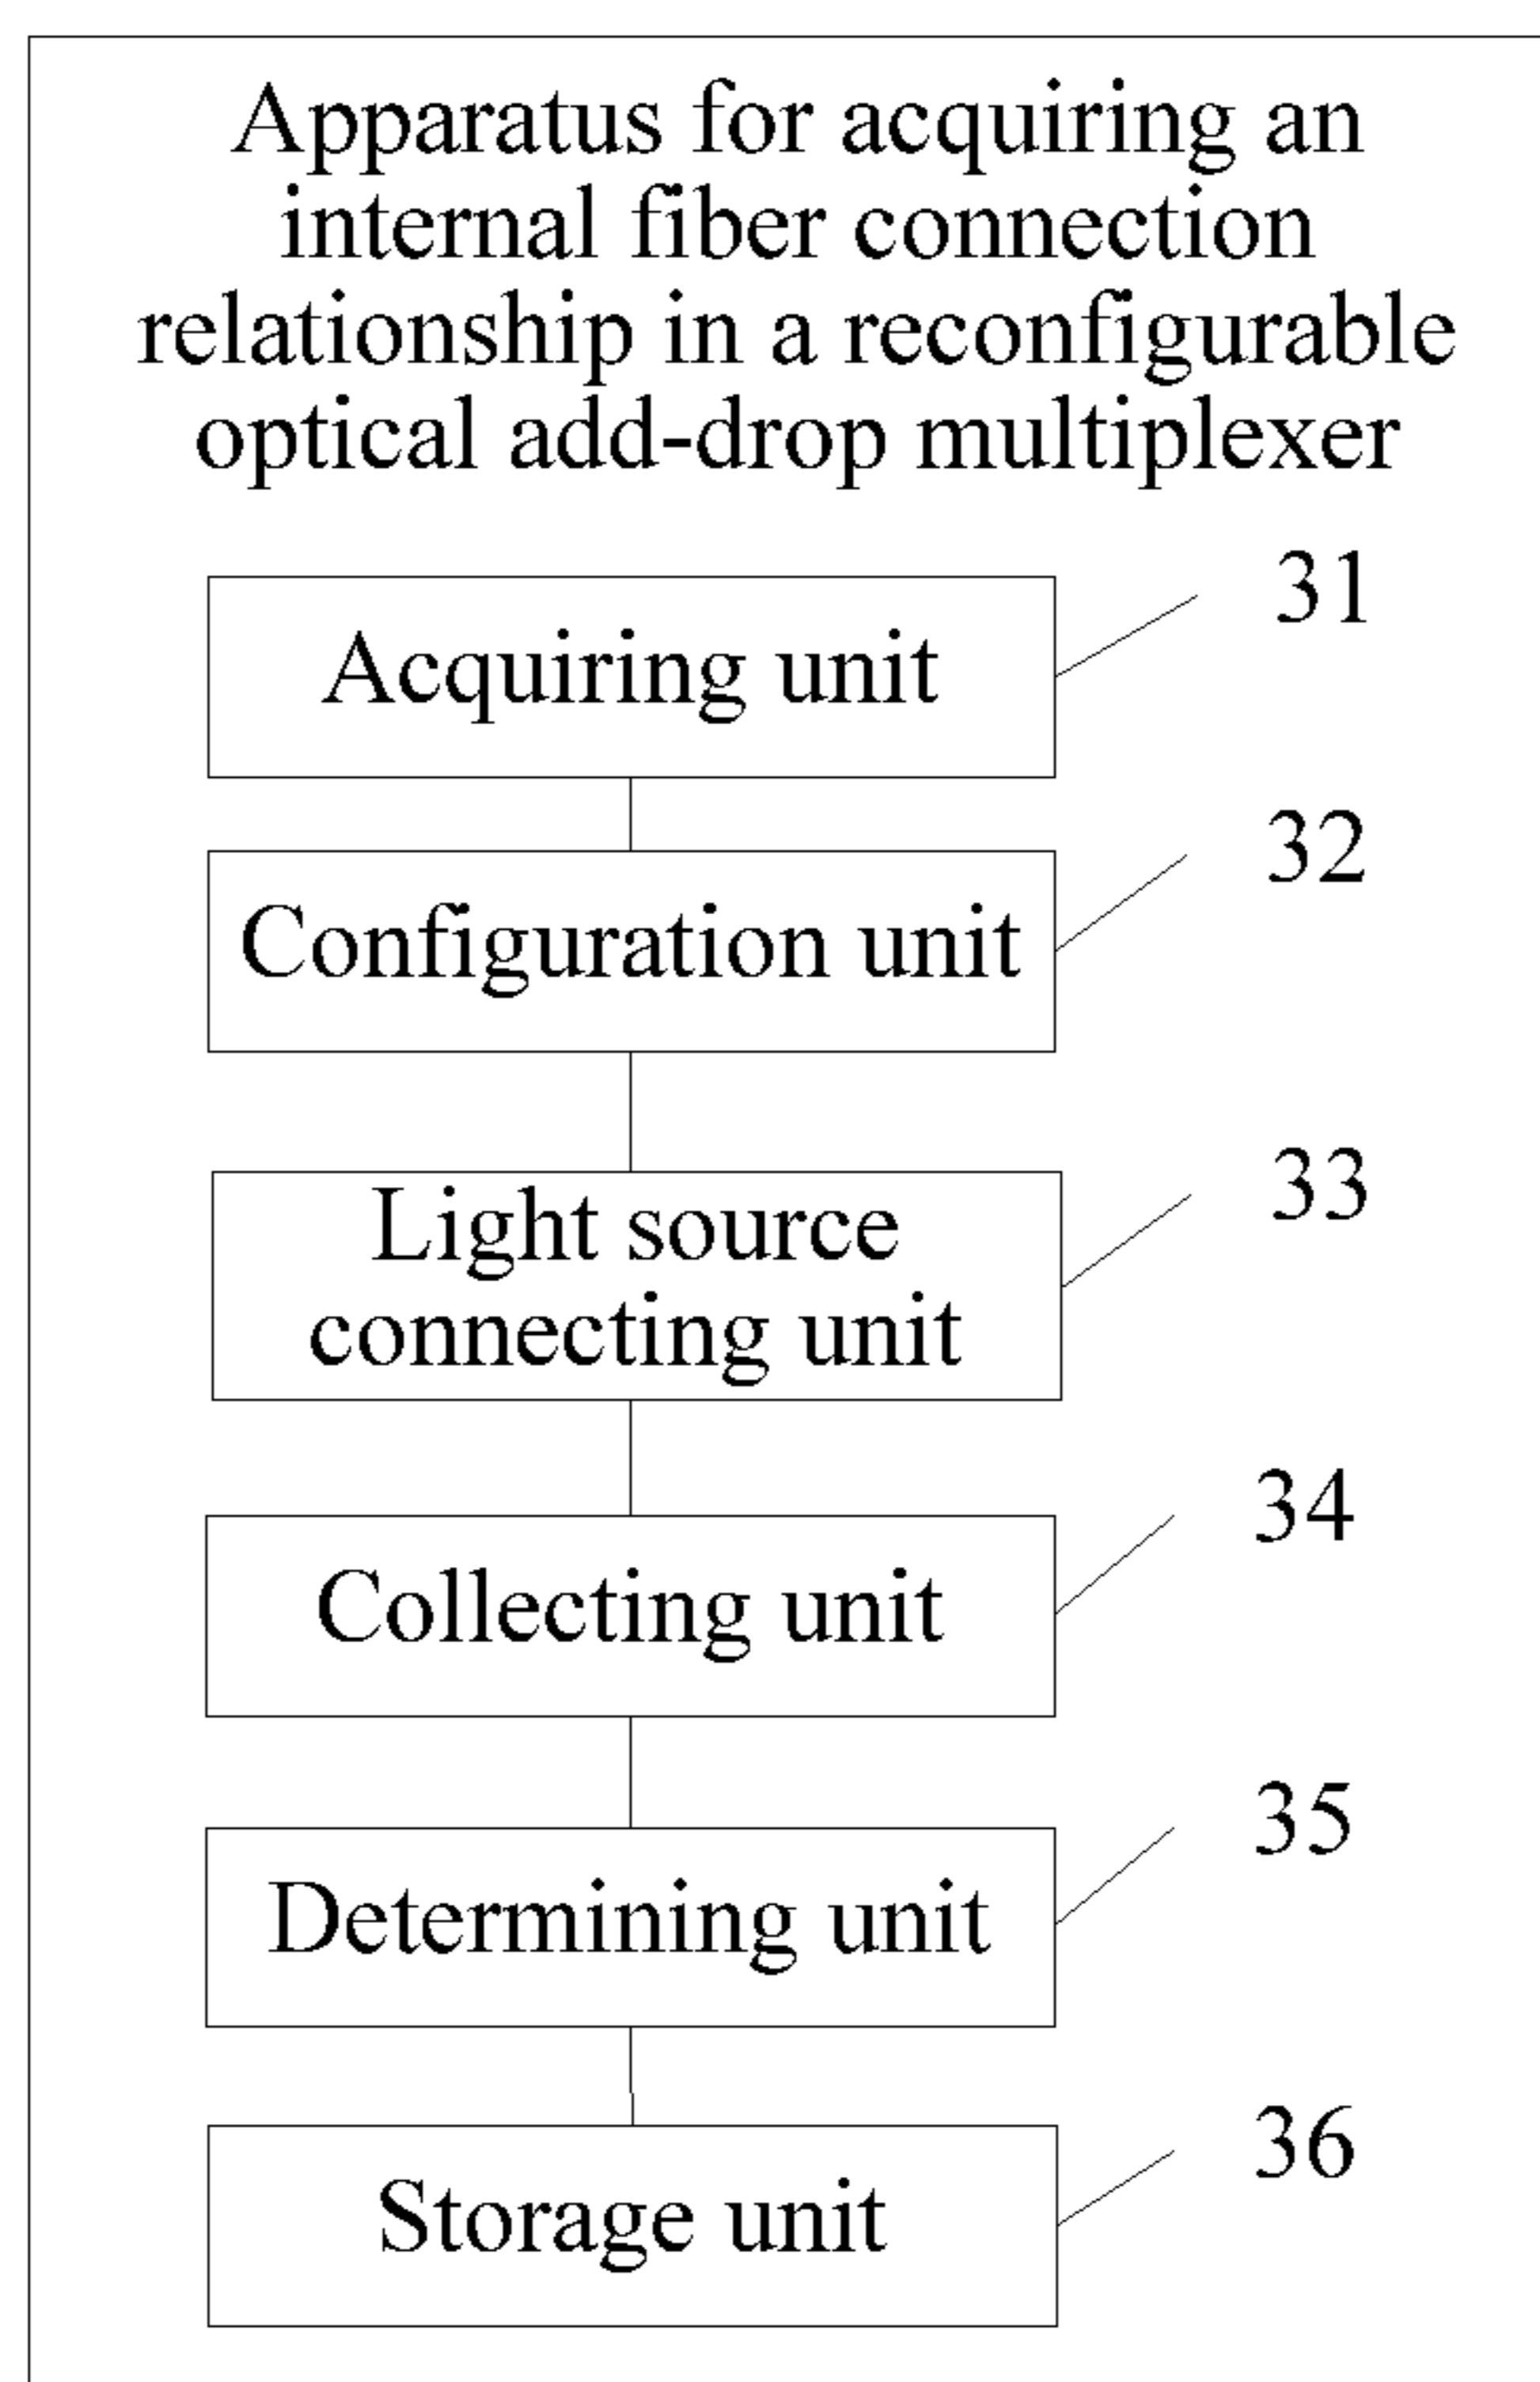 Apparatus for acquiring an
internal fiber connection
relationship in a reconfigurable
optical add-drop multiplexer
31
Acquiring unit
32
Configuration unit
33
Light source
connecting unit
34
Collecting unit
35
Determining unit
36
Storage unit